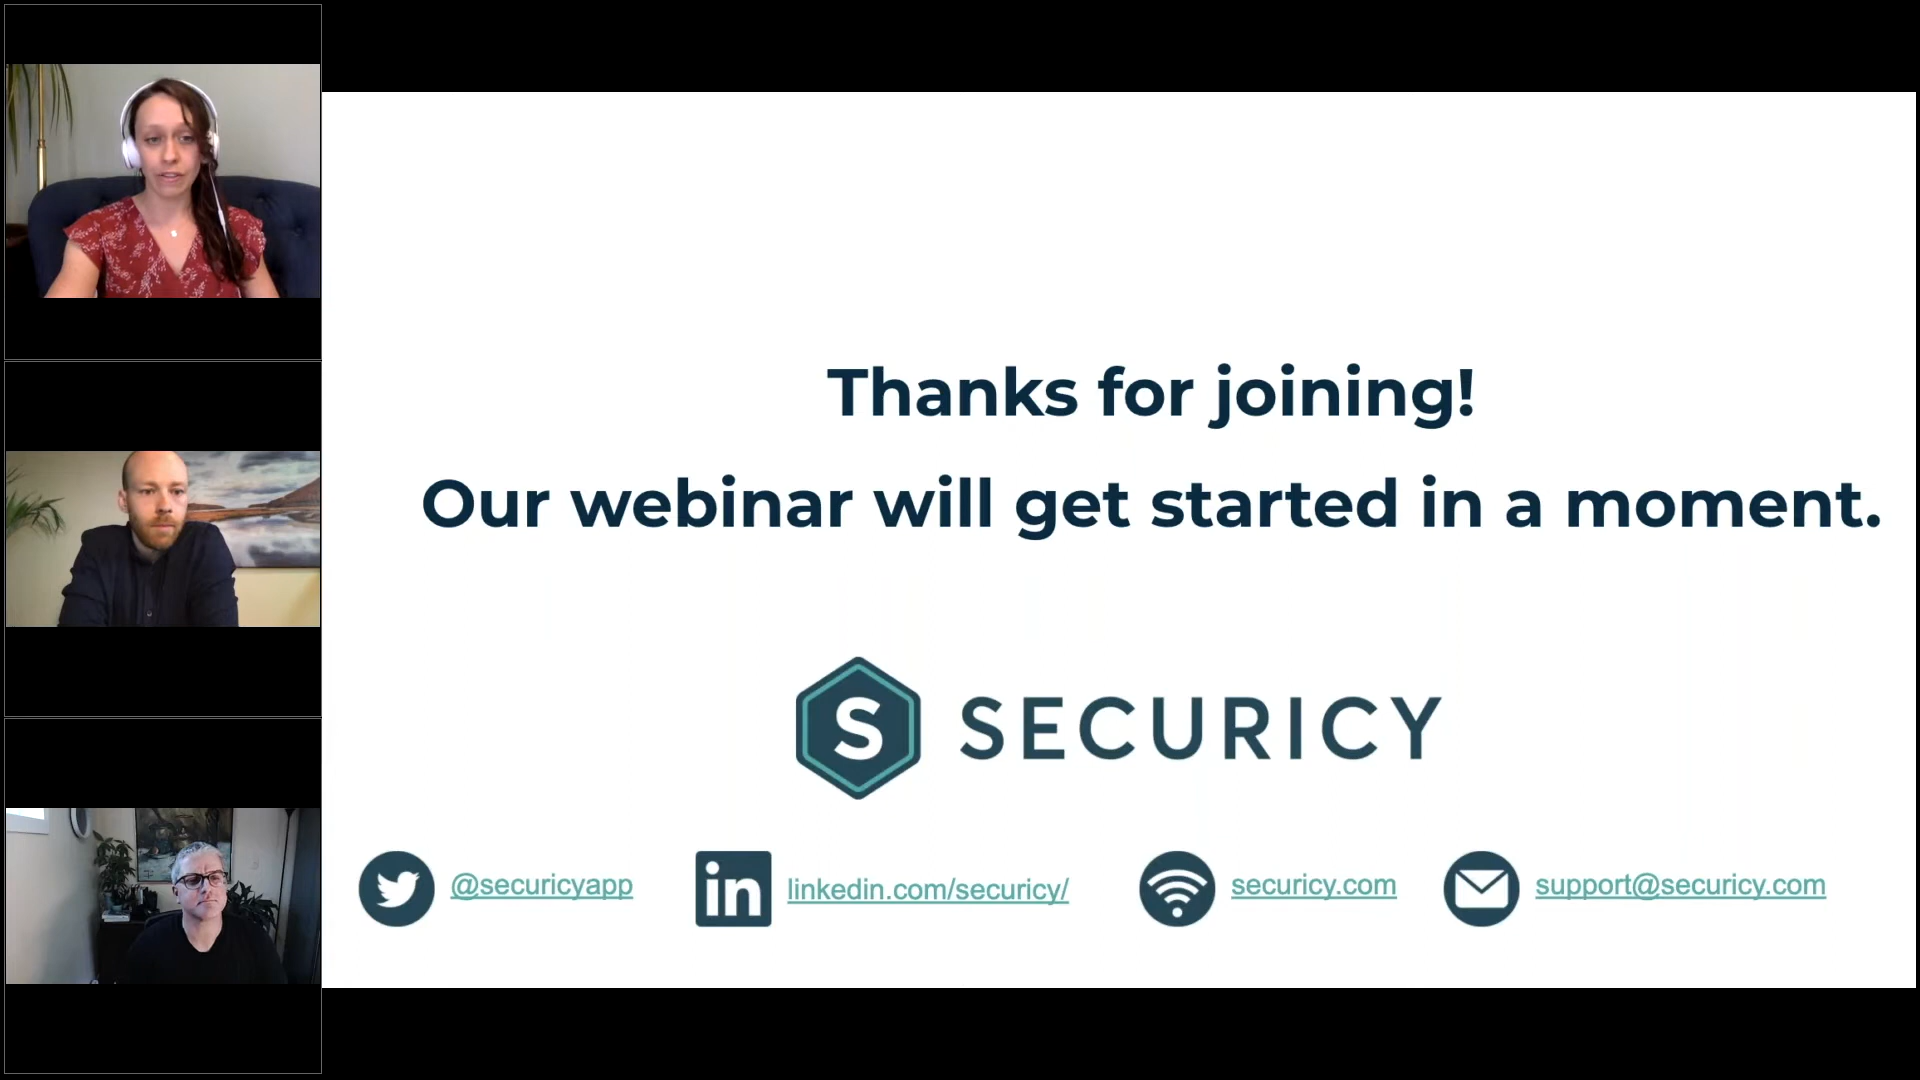 Thanks for joining!
Our webinar will get started in a moment.
S SECURICY
@securicyapp
in linkedin.com/securicy/
securicy.com
support@securicy.com